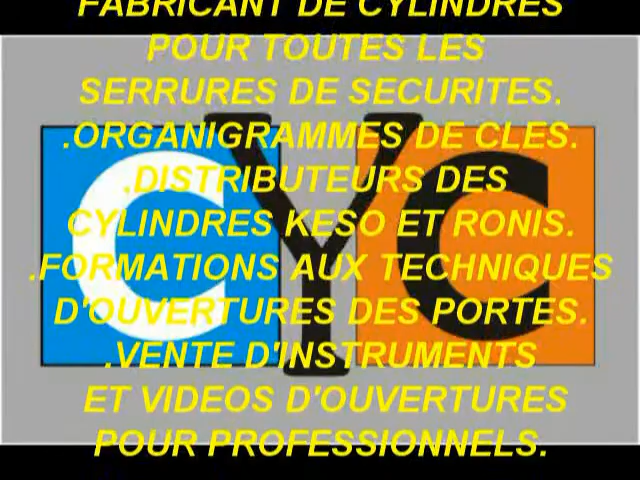 FABRICANT DE CYLINDRES
POUR TOUTES LES
SERRURES DE SECURITES.
.ORGANIGRAMMES DE CLES.
.DISTRIBUTEURS DES
CYLINDRES KESO ET RONIS.
.FORMATIONS AUX TECHNIQUES
D'OUVERTURES DES PORTES.
.VENTE D'INSTRUMENTS
ET VIDEOS D'OUVERTURES
POUR PROFESSIONNELS.
CYC